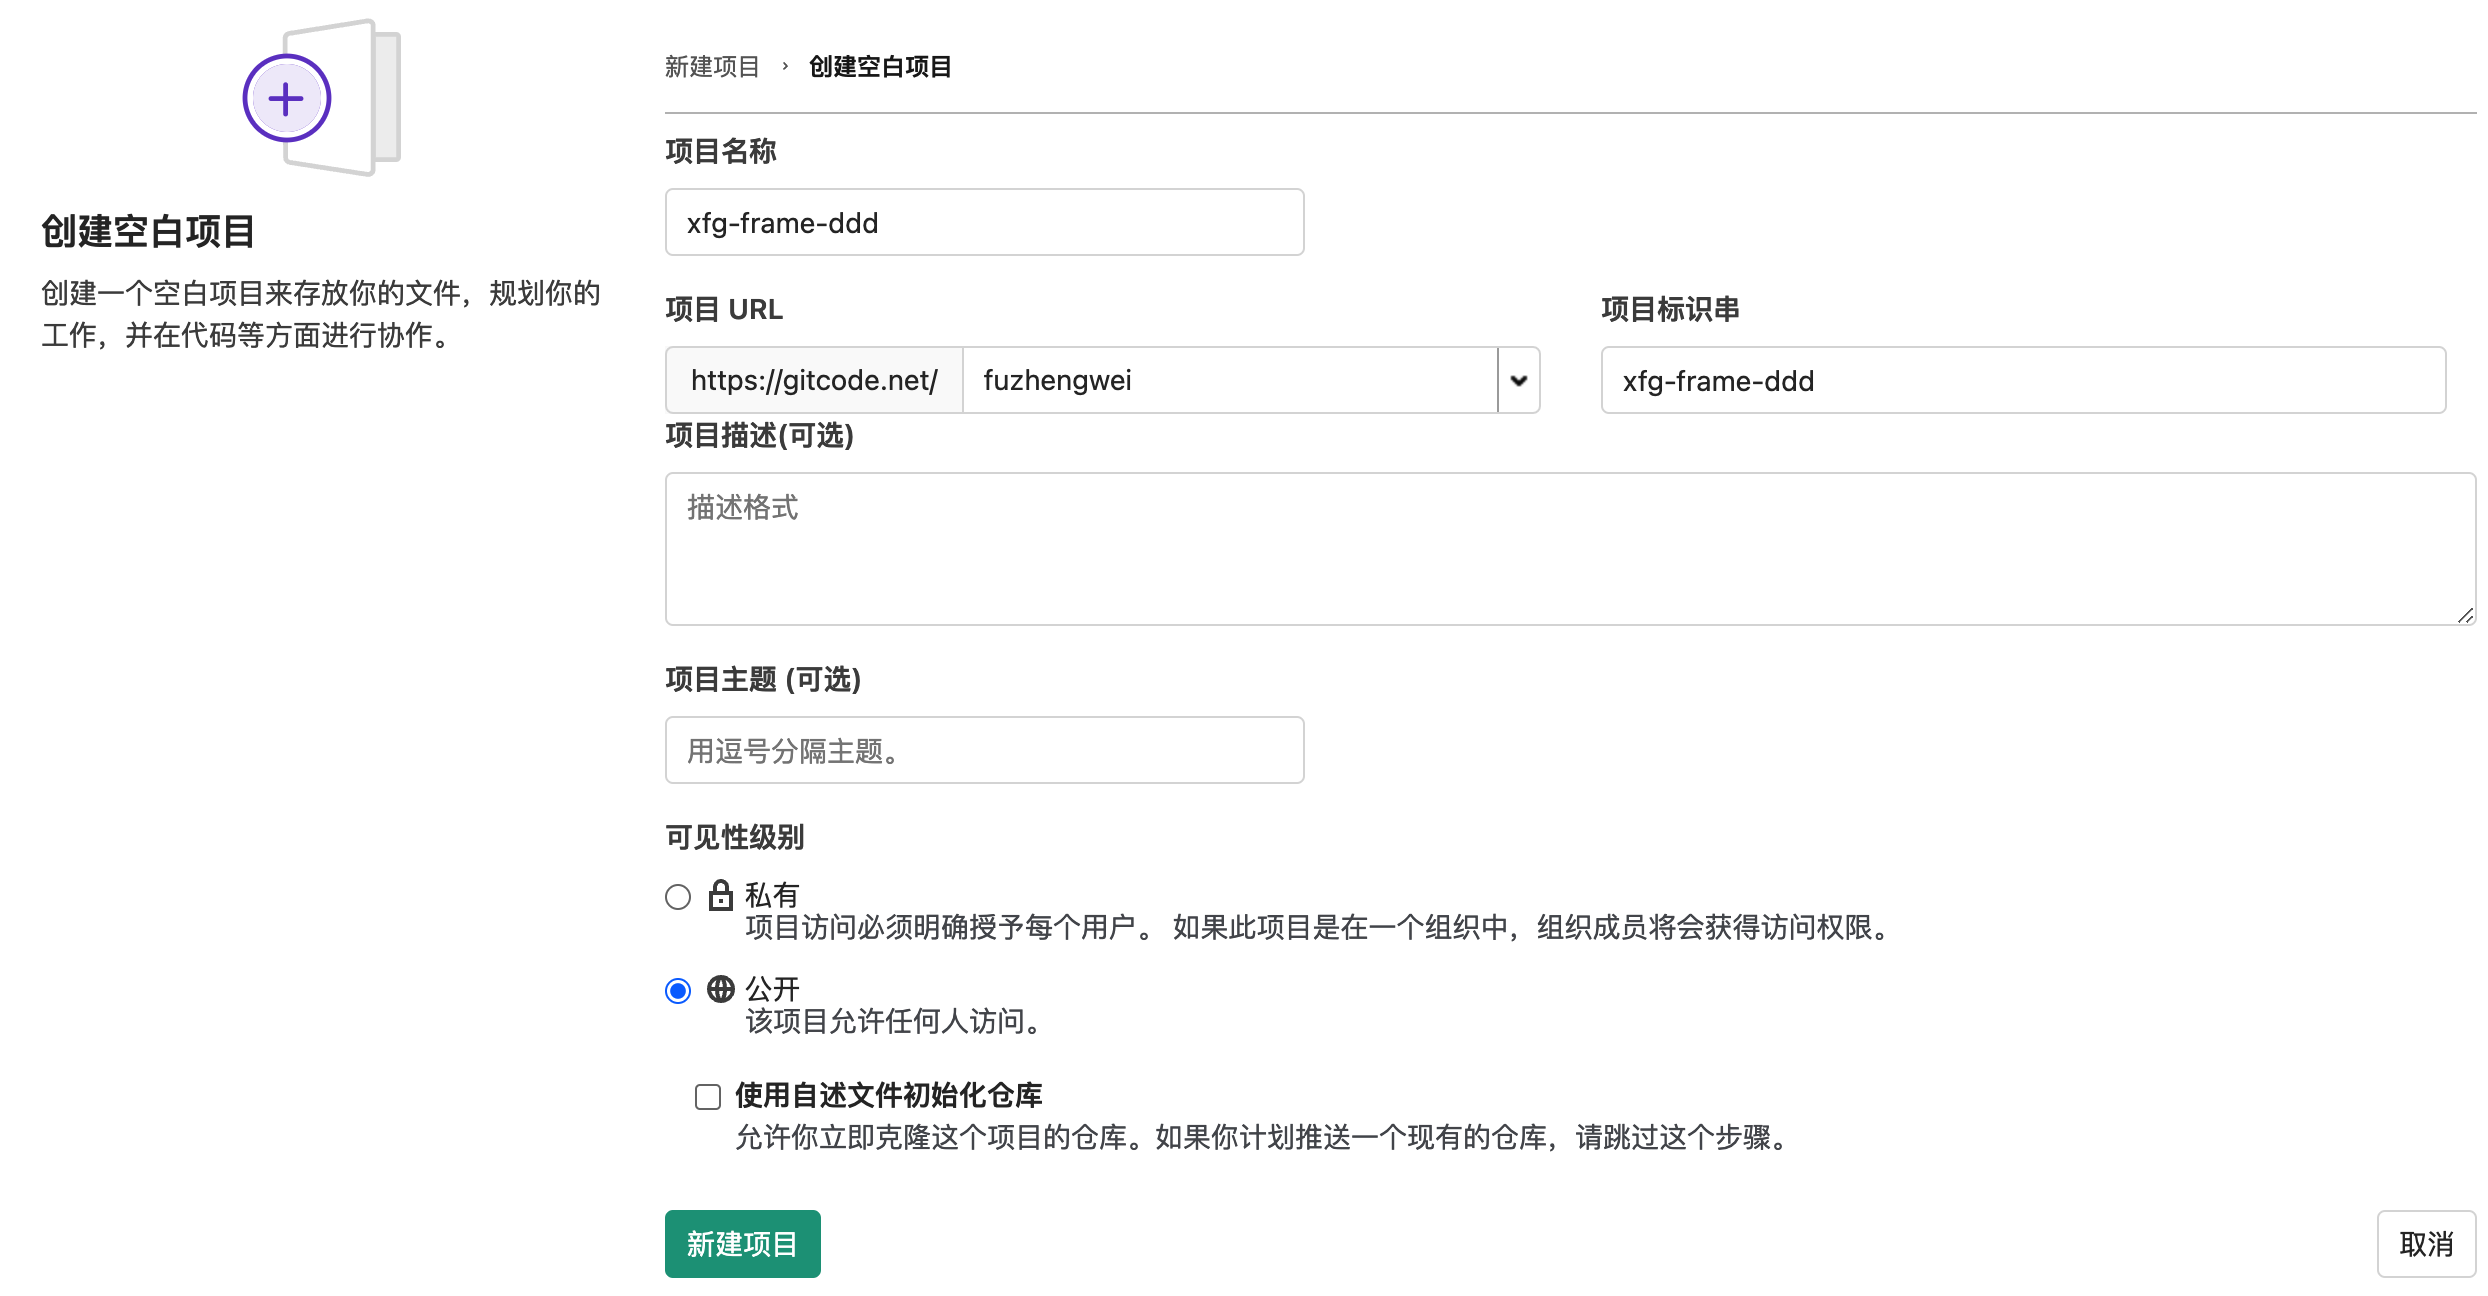 创建空白项目
创建一个空白项目来存放你的文件，规划你的
工作，并在代码等方面进行协作。
新建项目 › 创建空白项目
项目名称
xfg-frame-ddd
项目 URL
https://gitcode.net/ fuzhengwei
项目标识串
xfg-frame-ddd
项目描述(可选)
描述格式
项目主题 (可选)
用逗号分隔主题。
可见性级别
私有
项目访问必须明确授予每个用户。 如果此项目是在一个组织中，组织成员将会获得访问权限。
公开
该项目允许任何人访问。
使用自述文件初始化仓库
允许你立即克隆这个项目的仓库。如果你计划推送一个现有的仓库，请跳过这个步骤。
新建项目
取消